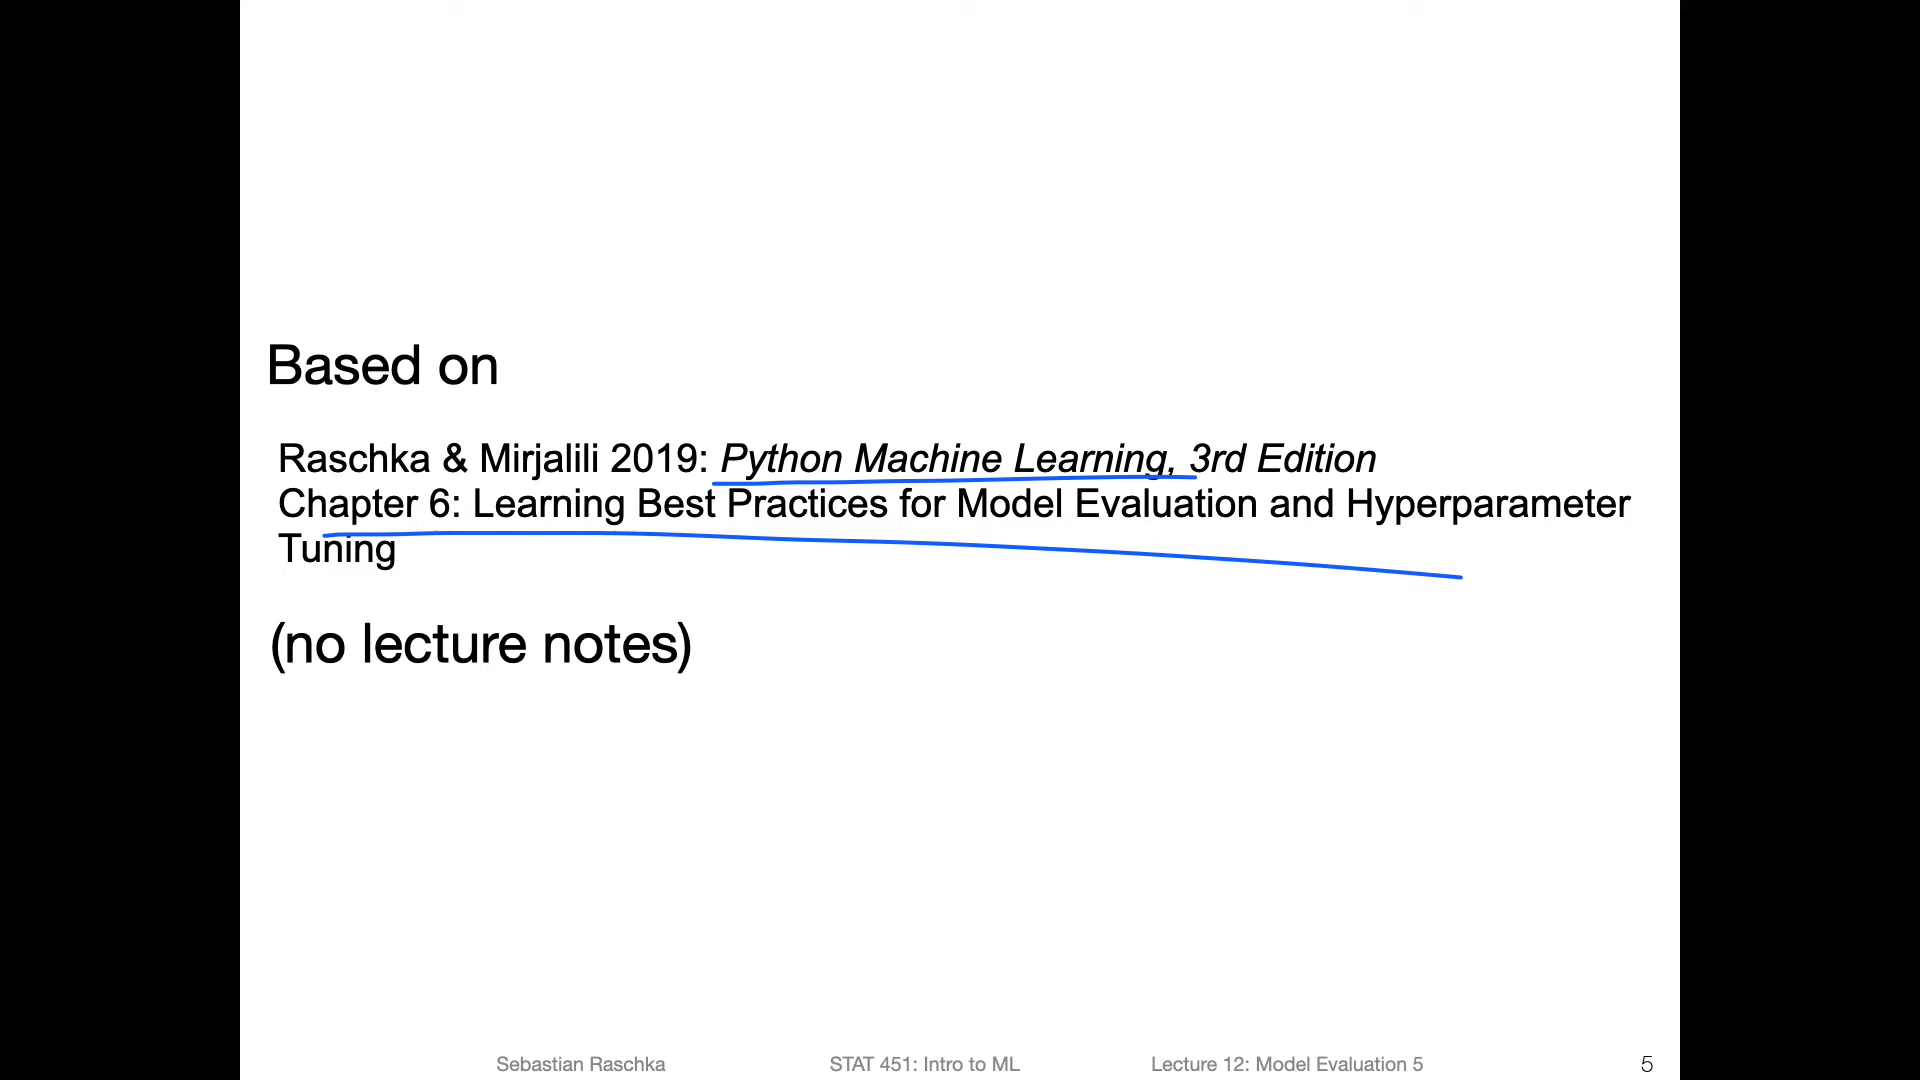 Based on
Raschka & Mirjalili 2019: Python Machine Learning, 3rd Edition
Chapter 6: Learning Best Practices for Model Evaluation and Hyperparameter
Tuning
(no lecture notes)
Sebastian Raschka STAT 451: Intro to ML Lecture 12: Model Evaluation 5 5